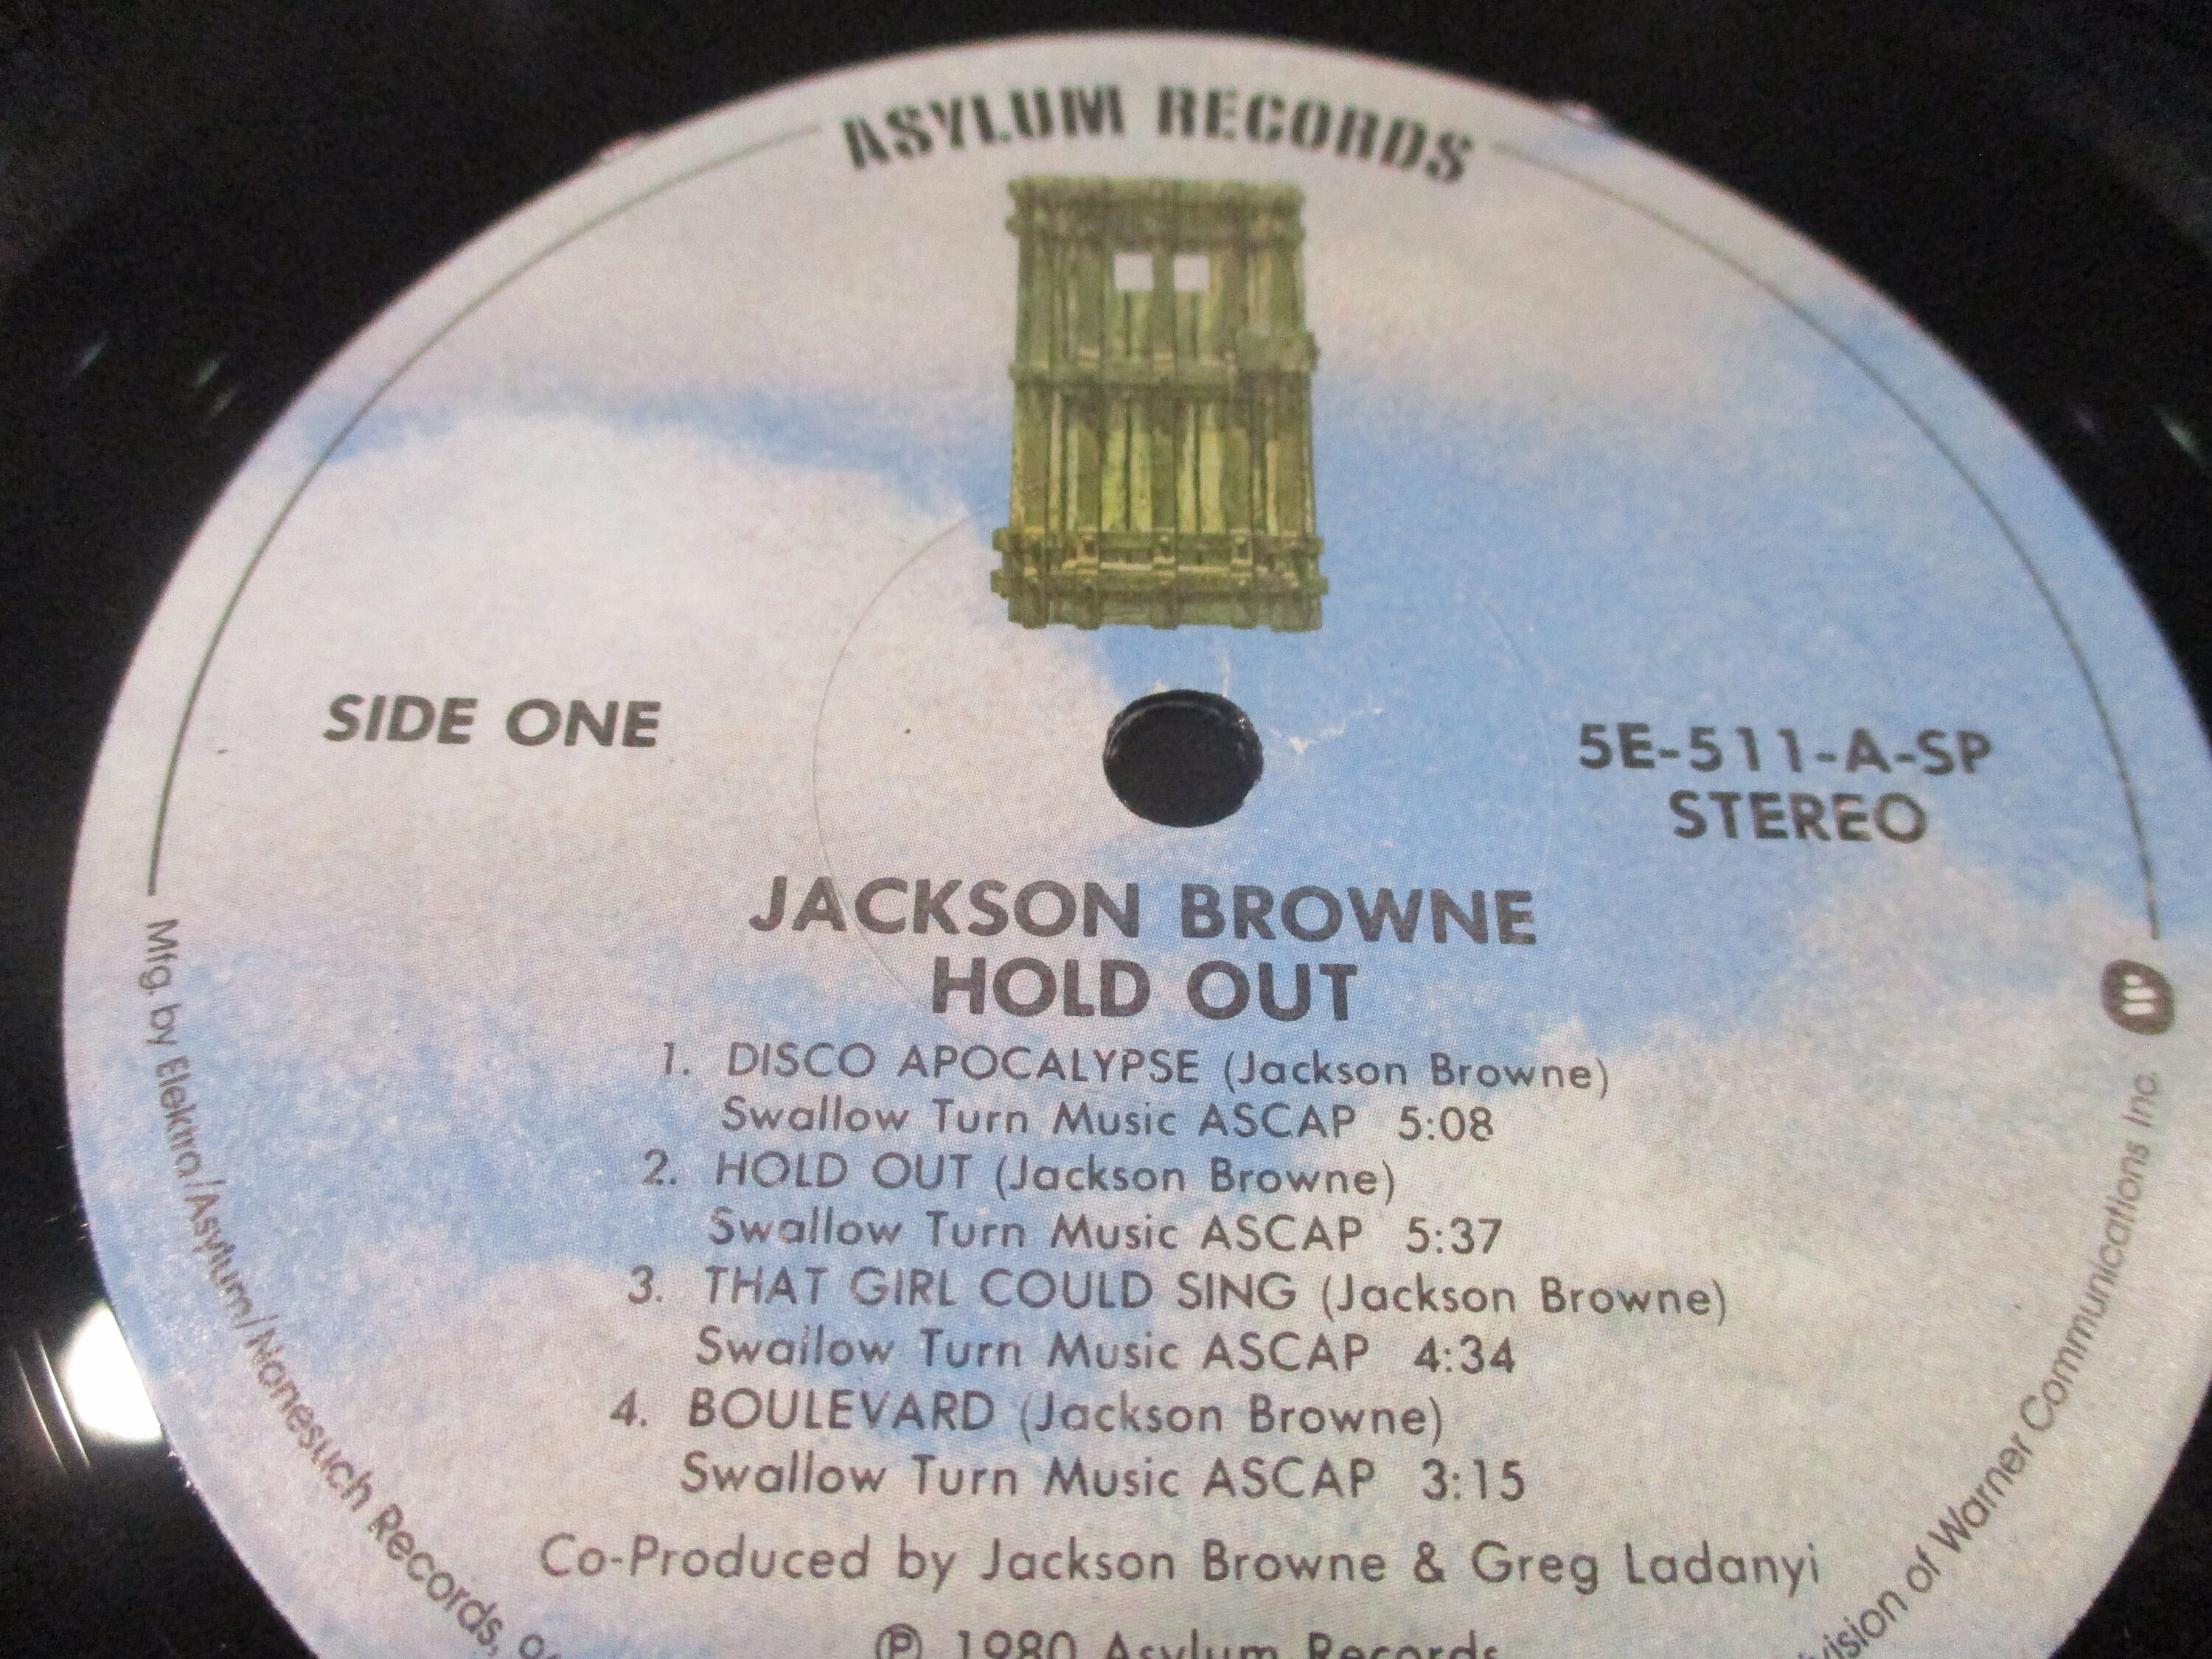 ASYLUM RECORDS
SIDE ONE
5E-511-A-SP
STEREO
JACKSON BROWNE
HOLD OUT
1. DISCO APOCALYPSE (Jackson Browne)
Swallow Turn Music ASCAP 5:08
2. HOLD OUT (Jackson Browne)
Swallow Turn Music ASCAP 5:37
3. THAT GIRL COULD SING (Jackson Browne)
Swallow Turn Music ASCAP 4:34
4. BOULEVARD (Jackson Browne)
Swallow Turn Music ASCAP 3:15
Co-Produced by Jackson Browne & Greg Ladanyi
℗ 1980 Asylum Records
Mfg. by Elektra/Asylum/Nonesuch Records,
of Warner Communications Inc.